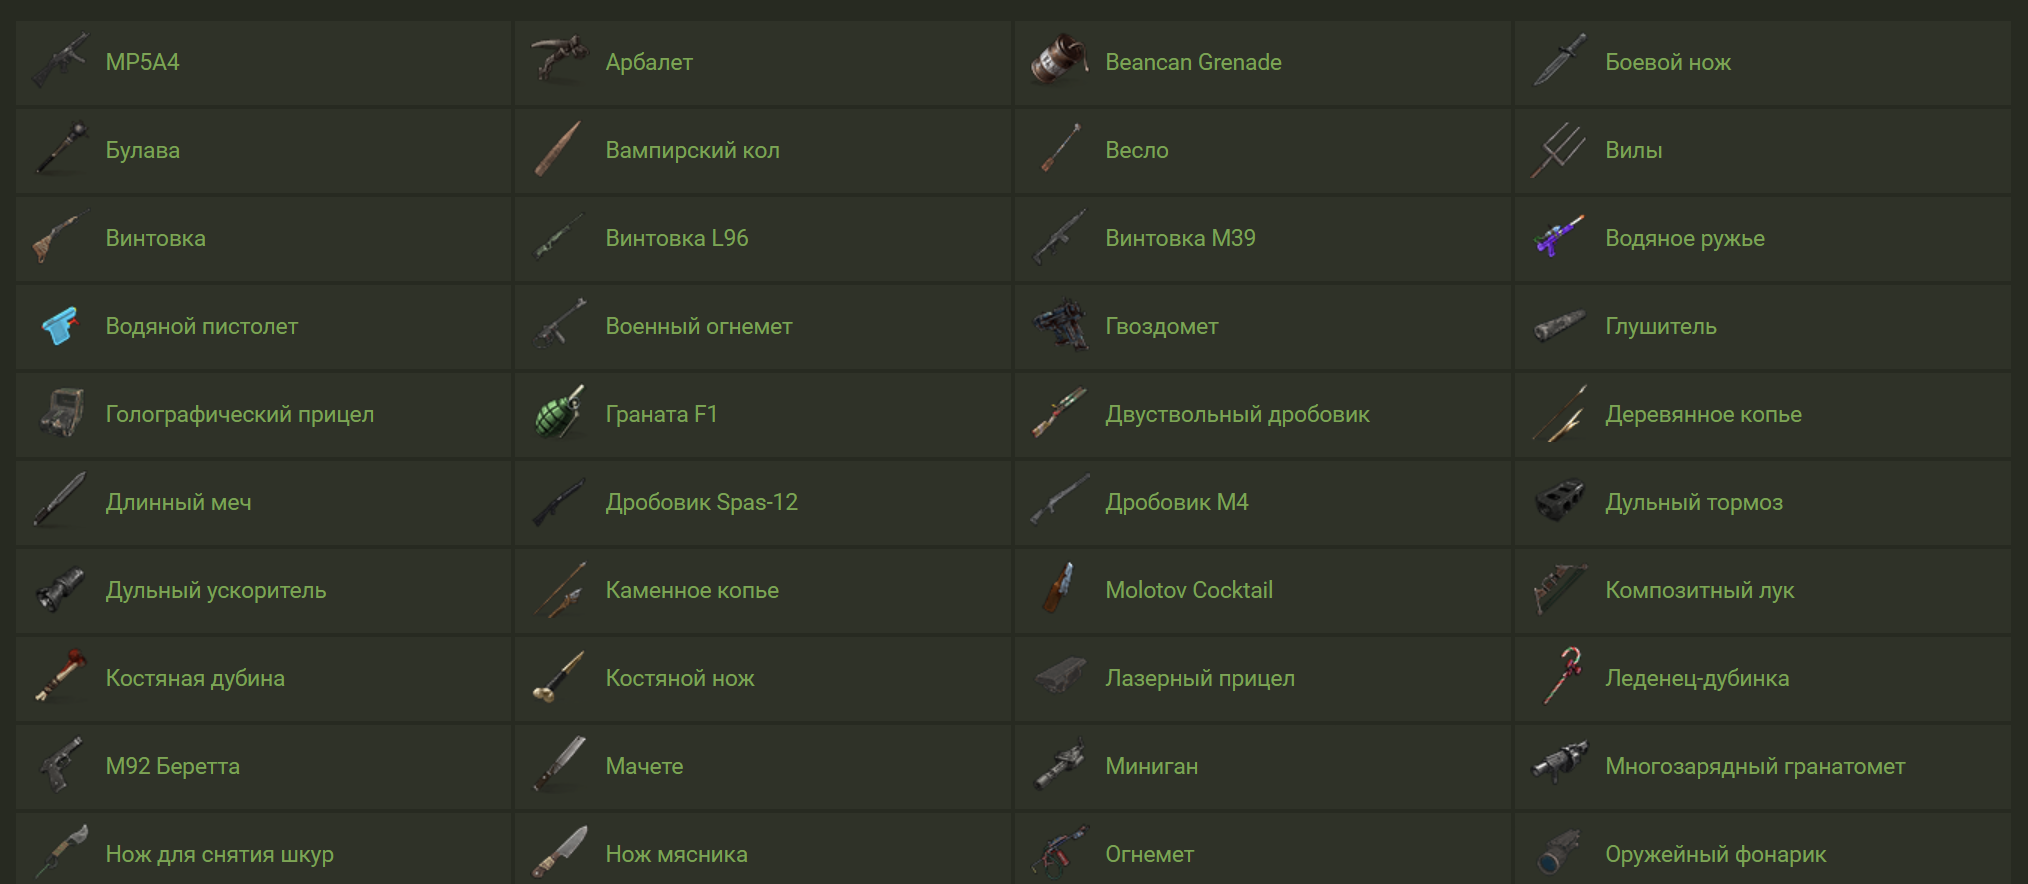 MP5A4
Арбалет
Beancan Grenade
Боевой нож
Булава
Вампирский кол
Весло
Вилы
Винтовка
Винтовка L96
Винтовка М39
Водяное ружье
Водяной пистолет
Военный огнемет
Гвоздомет
Глушитель
Голографический прицел
Граната F1
Двуствольный дробовик
Деревянное копье
Длинный меч
Дробовик Spas-12
Дробовик М4
Дульный тормоз
Дульный ускоритель
Каменное копье
Molotov Cocktail
Композитный лук
Костяная дубина
Костяной нож
Лазерный прицел
Леденец-дубинка
М92 Беретта
Мачете
Миниган
Многозарядный гранатомет
Нож для снятия шкур
Нож мясника
Огнемет
Оружейный фонарик